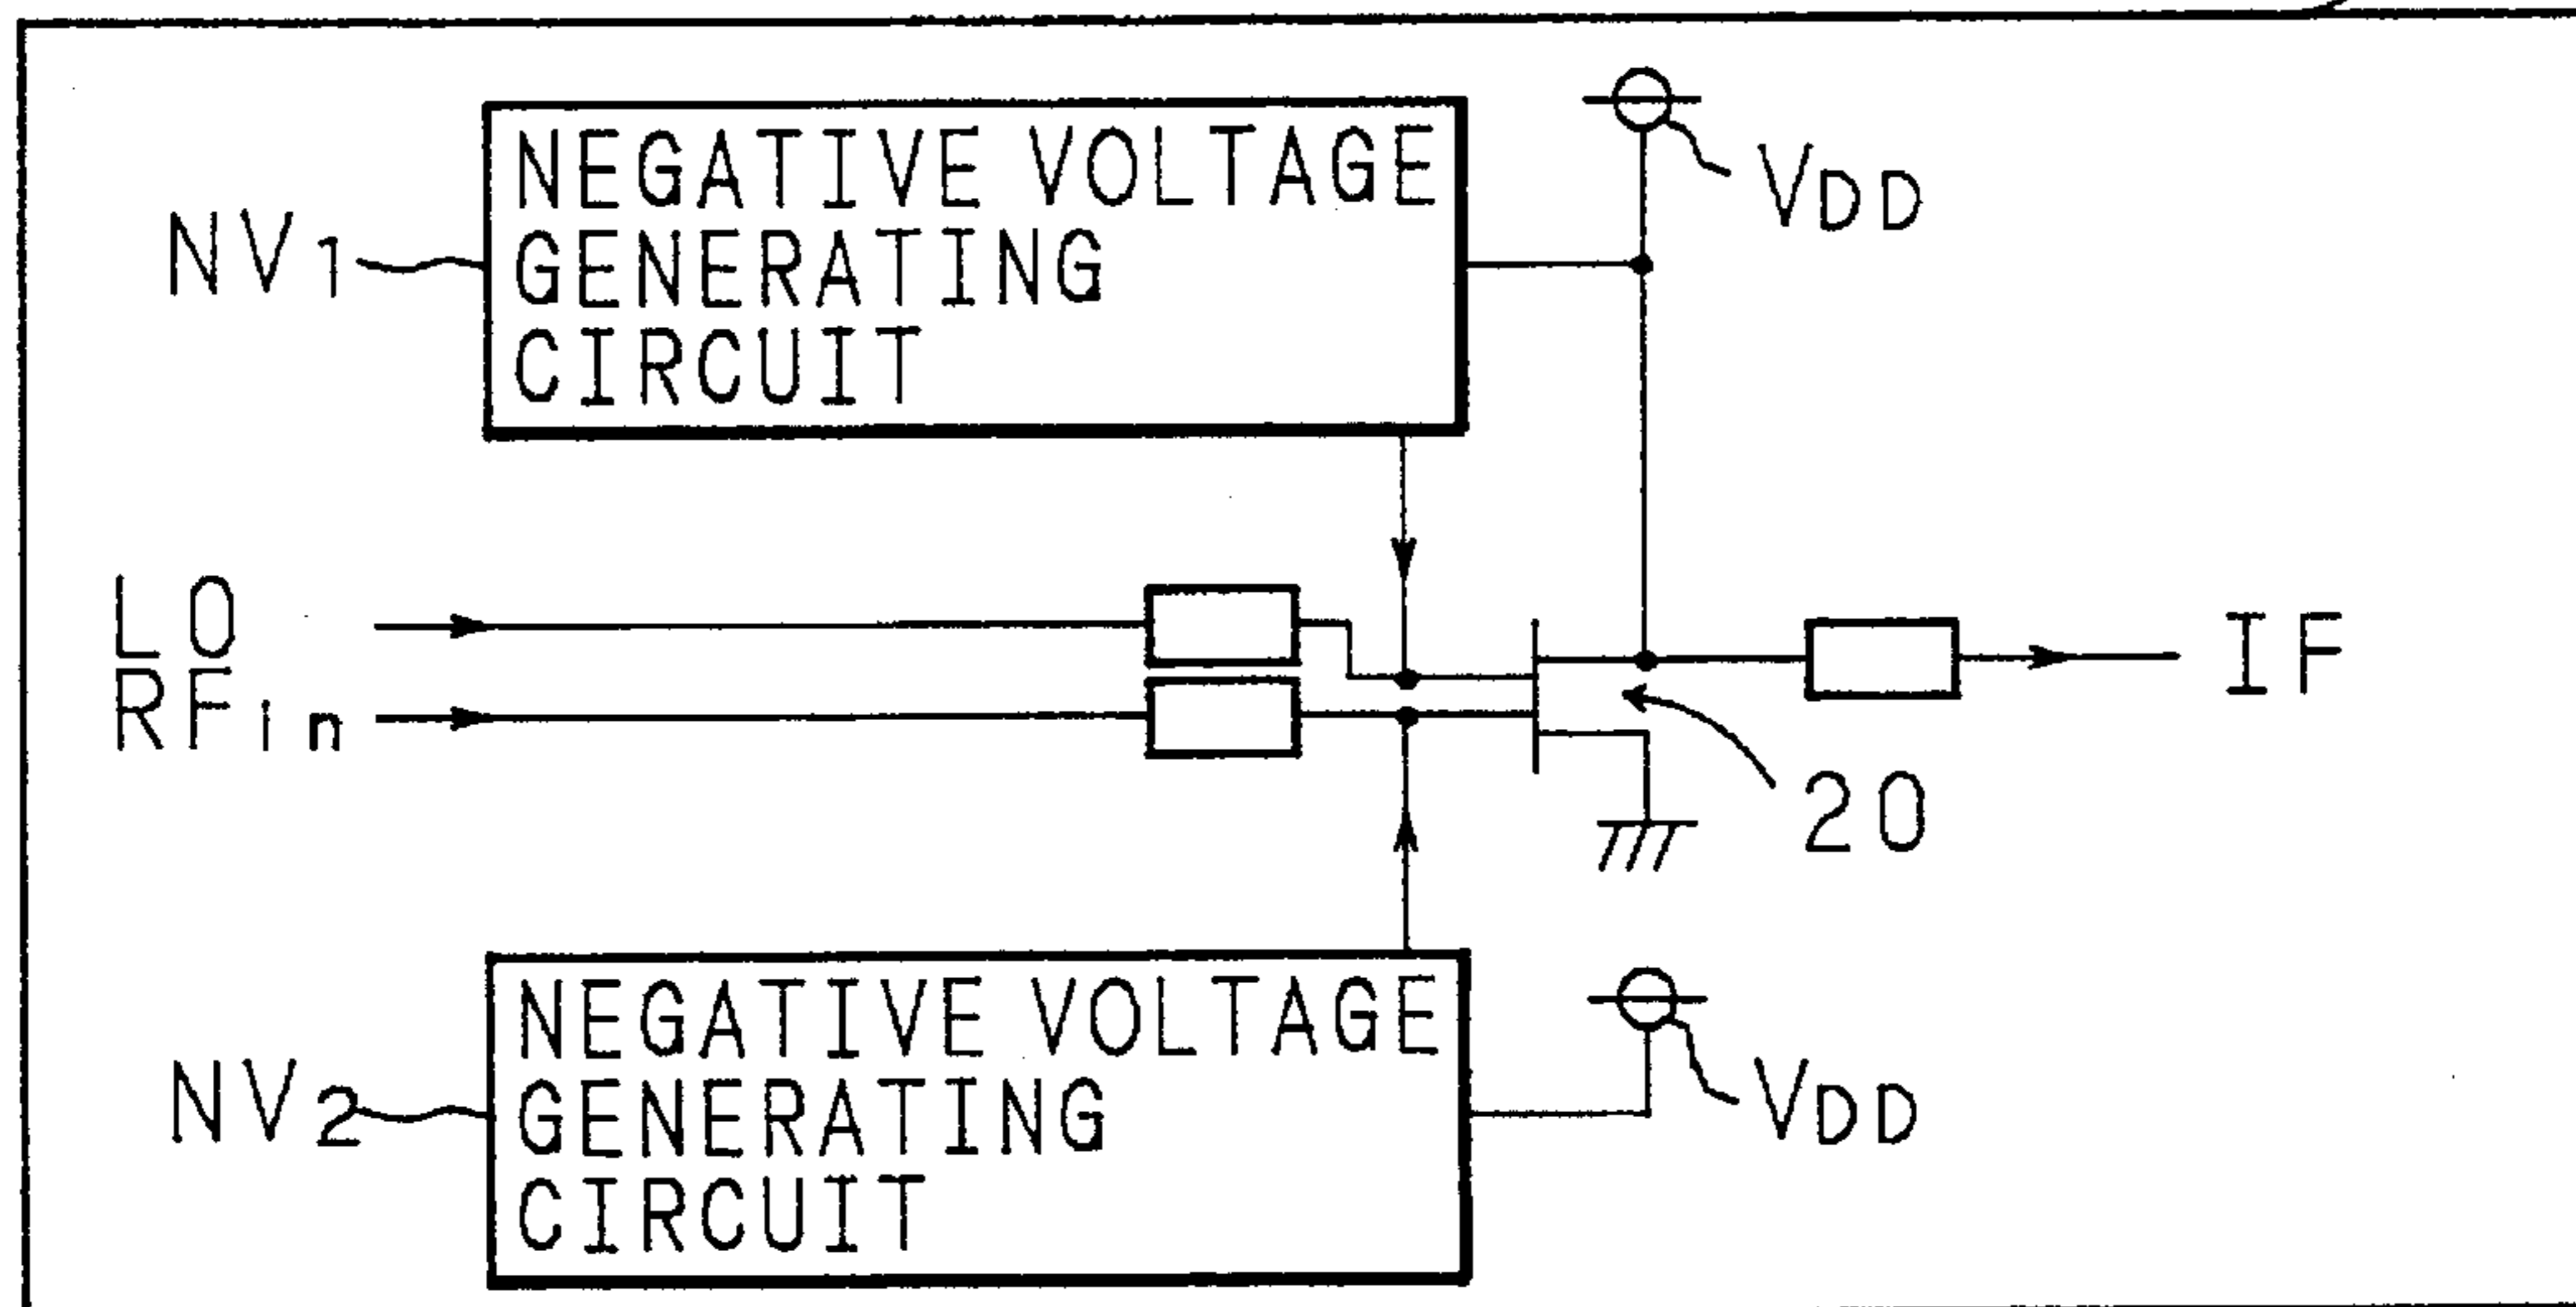 NEGATIVE VOLTAGE
GENERATING
CIRCUIT
NV1
VDD
LO
RFin
IF
20
NEGATIVE VOLTAGE
GENERATING
CIRCUIT
NV2
VDD